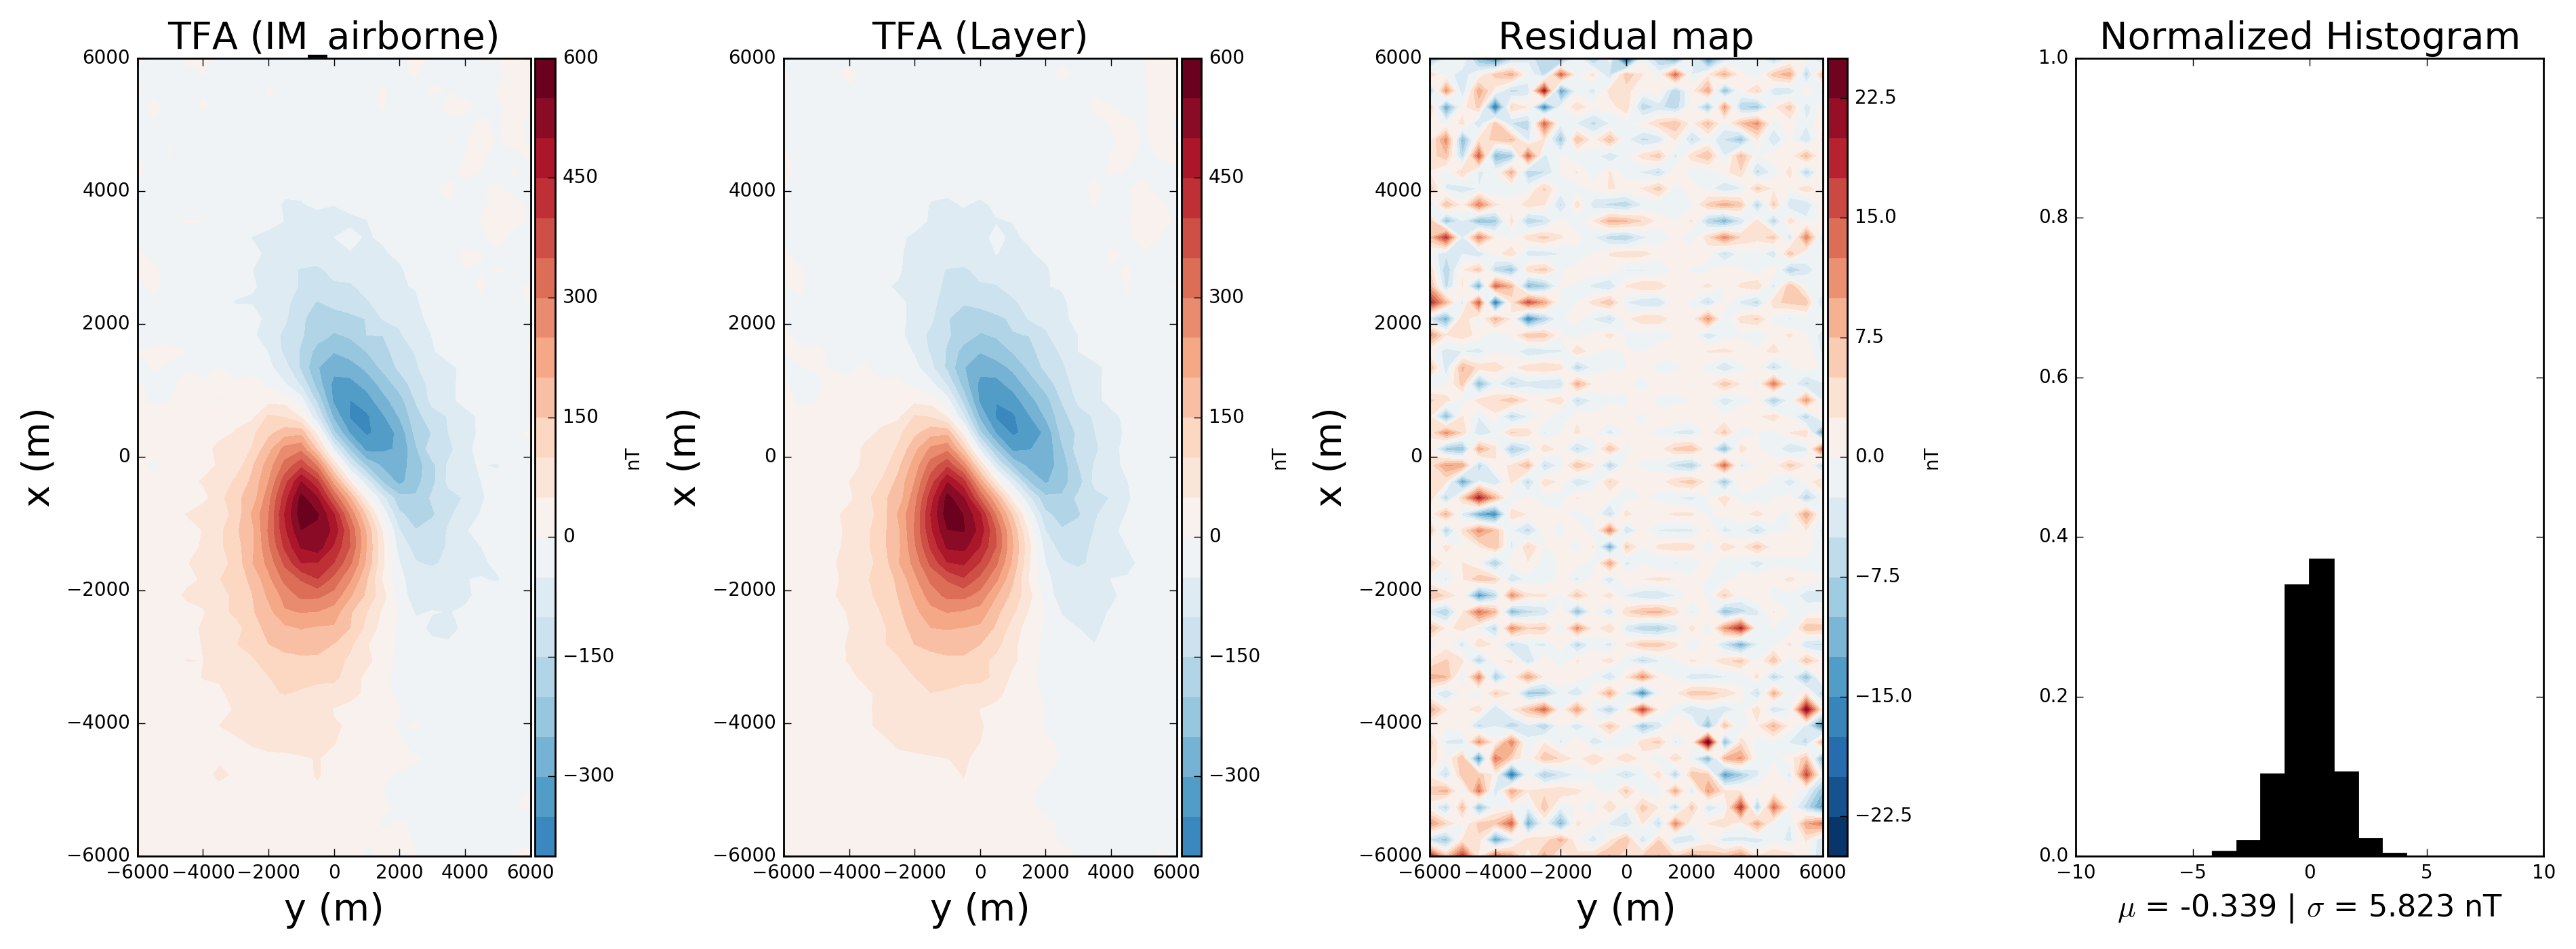 TFA (IM_airborne)
6000
4000
2000
0
−2000
−4000
−6000
x (m)
−6000 −4000 −2000 0 2000 4000 6000
y (m)
600
450
300
150
0
−150
−300
nT
TFA (Layer)
6000
4000
2000
0
−2000
−4000
−6000
x (m)
−6000 −4000 −2000 0 2000 4000 6000
y (m)
600
450
300
150
0
−150
−300
nT
Residual map
6000
4000
2000
0
−2000
−4000
−6000
x (m)
−6000 −4000 −2000 0 2000 4000 6000
y (m)
22.5
15.0
7.5
0.0
−7.5
−15.0
−22.5
nT
Normalized Histogram
1.0
0.8
0.6
0.4
0.2
0.0
−10 −5 0 5 10
μ = -0.339 | σ = 5.823 nT